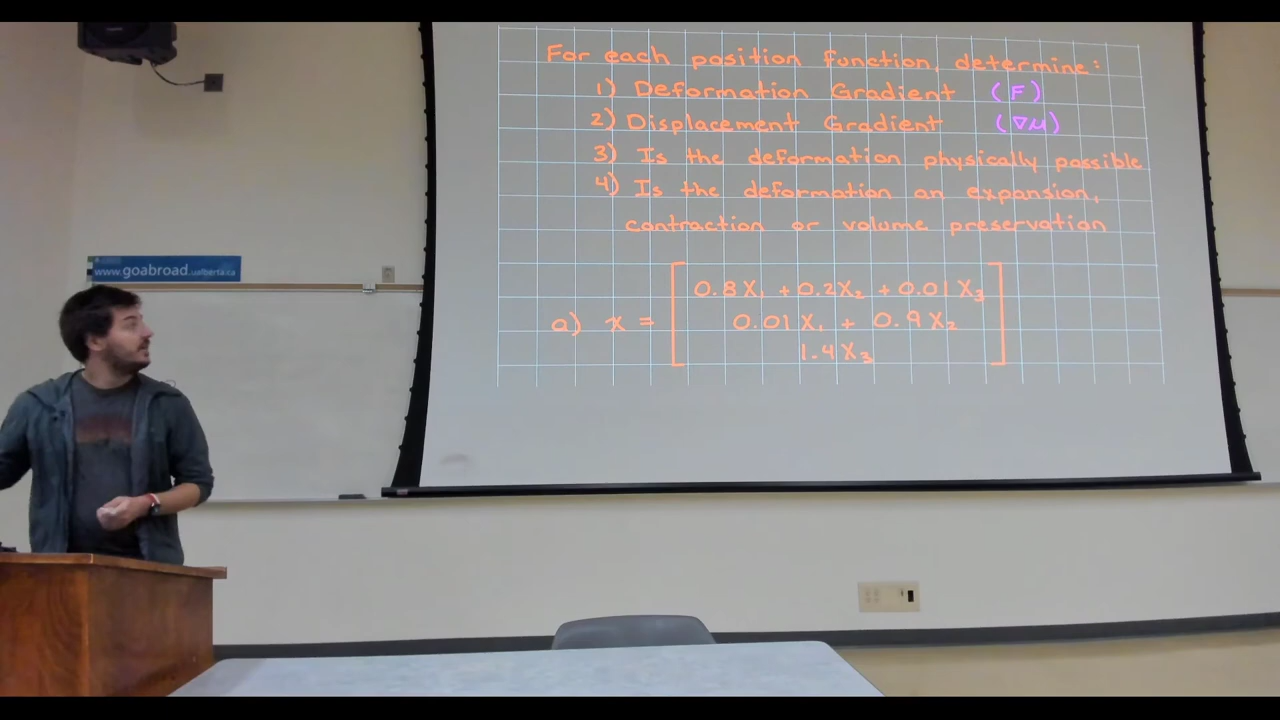 For each position function, determine:
1) Deformation Gradient (F)
2) Displacement Gradient (∇u)
3) Is the deformation physically possible
4) Is the deformation an expansion,
contraction or volume preservation
www.goabroad.ualberta.ca
0.8X₁ + 0.2X₂ + 0.01X₃
a) x = 0.01X₁ + 0.9X₂
1.4X₃